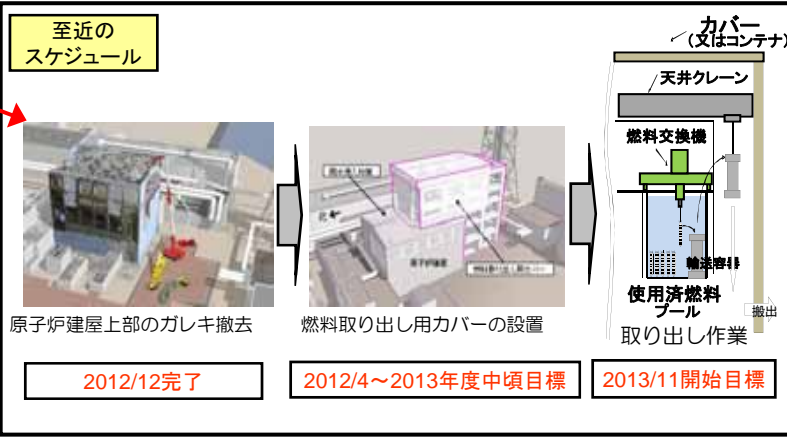 至近の
スケジュール
カバー
(又はコンテナ)
天井クレーン
燃料交換機
輸送容器
使用済燃料
プール
搬出
原子炉建屋上部のガレキ撤去
燃料取り出し用カバーの設置
取り出し作業
2012/12完了
2012/4～2013年度中頃目標
2013/11開始目標